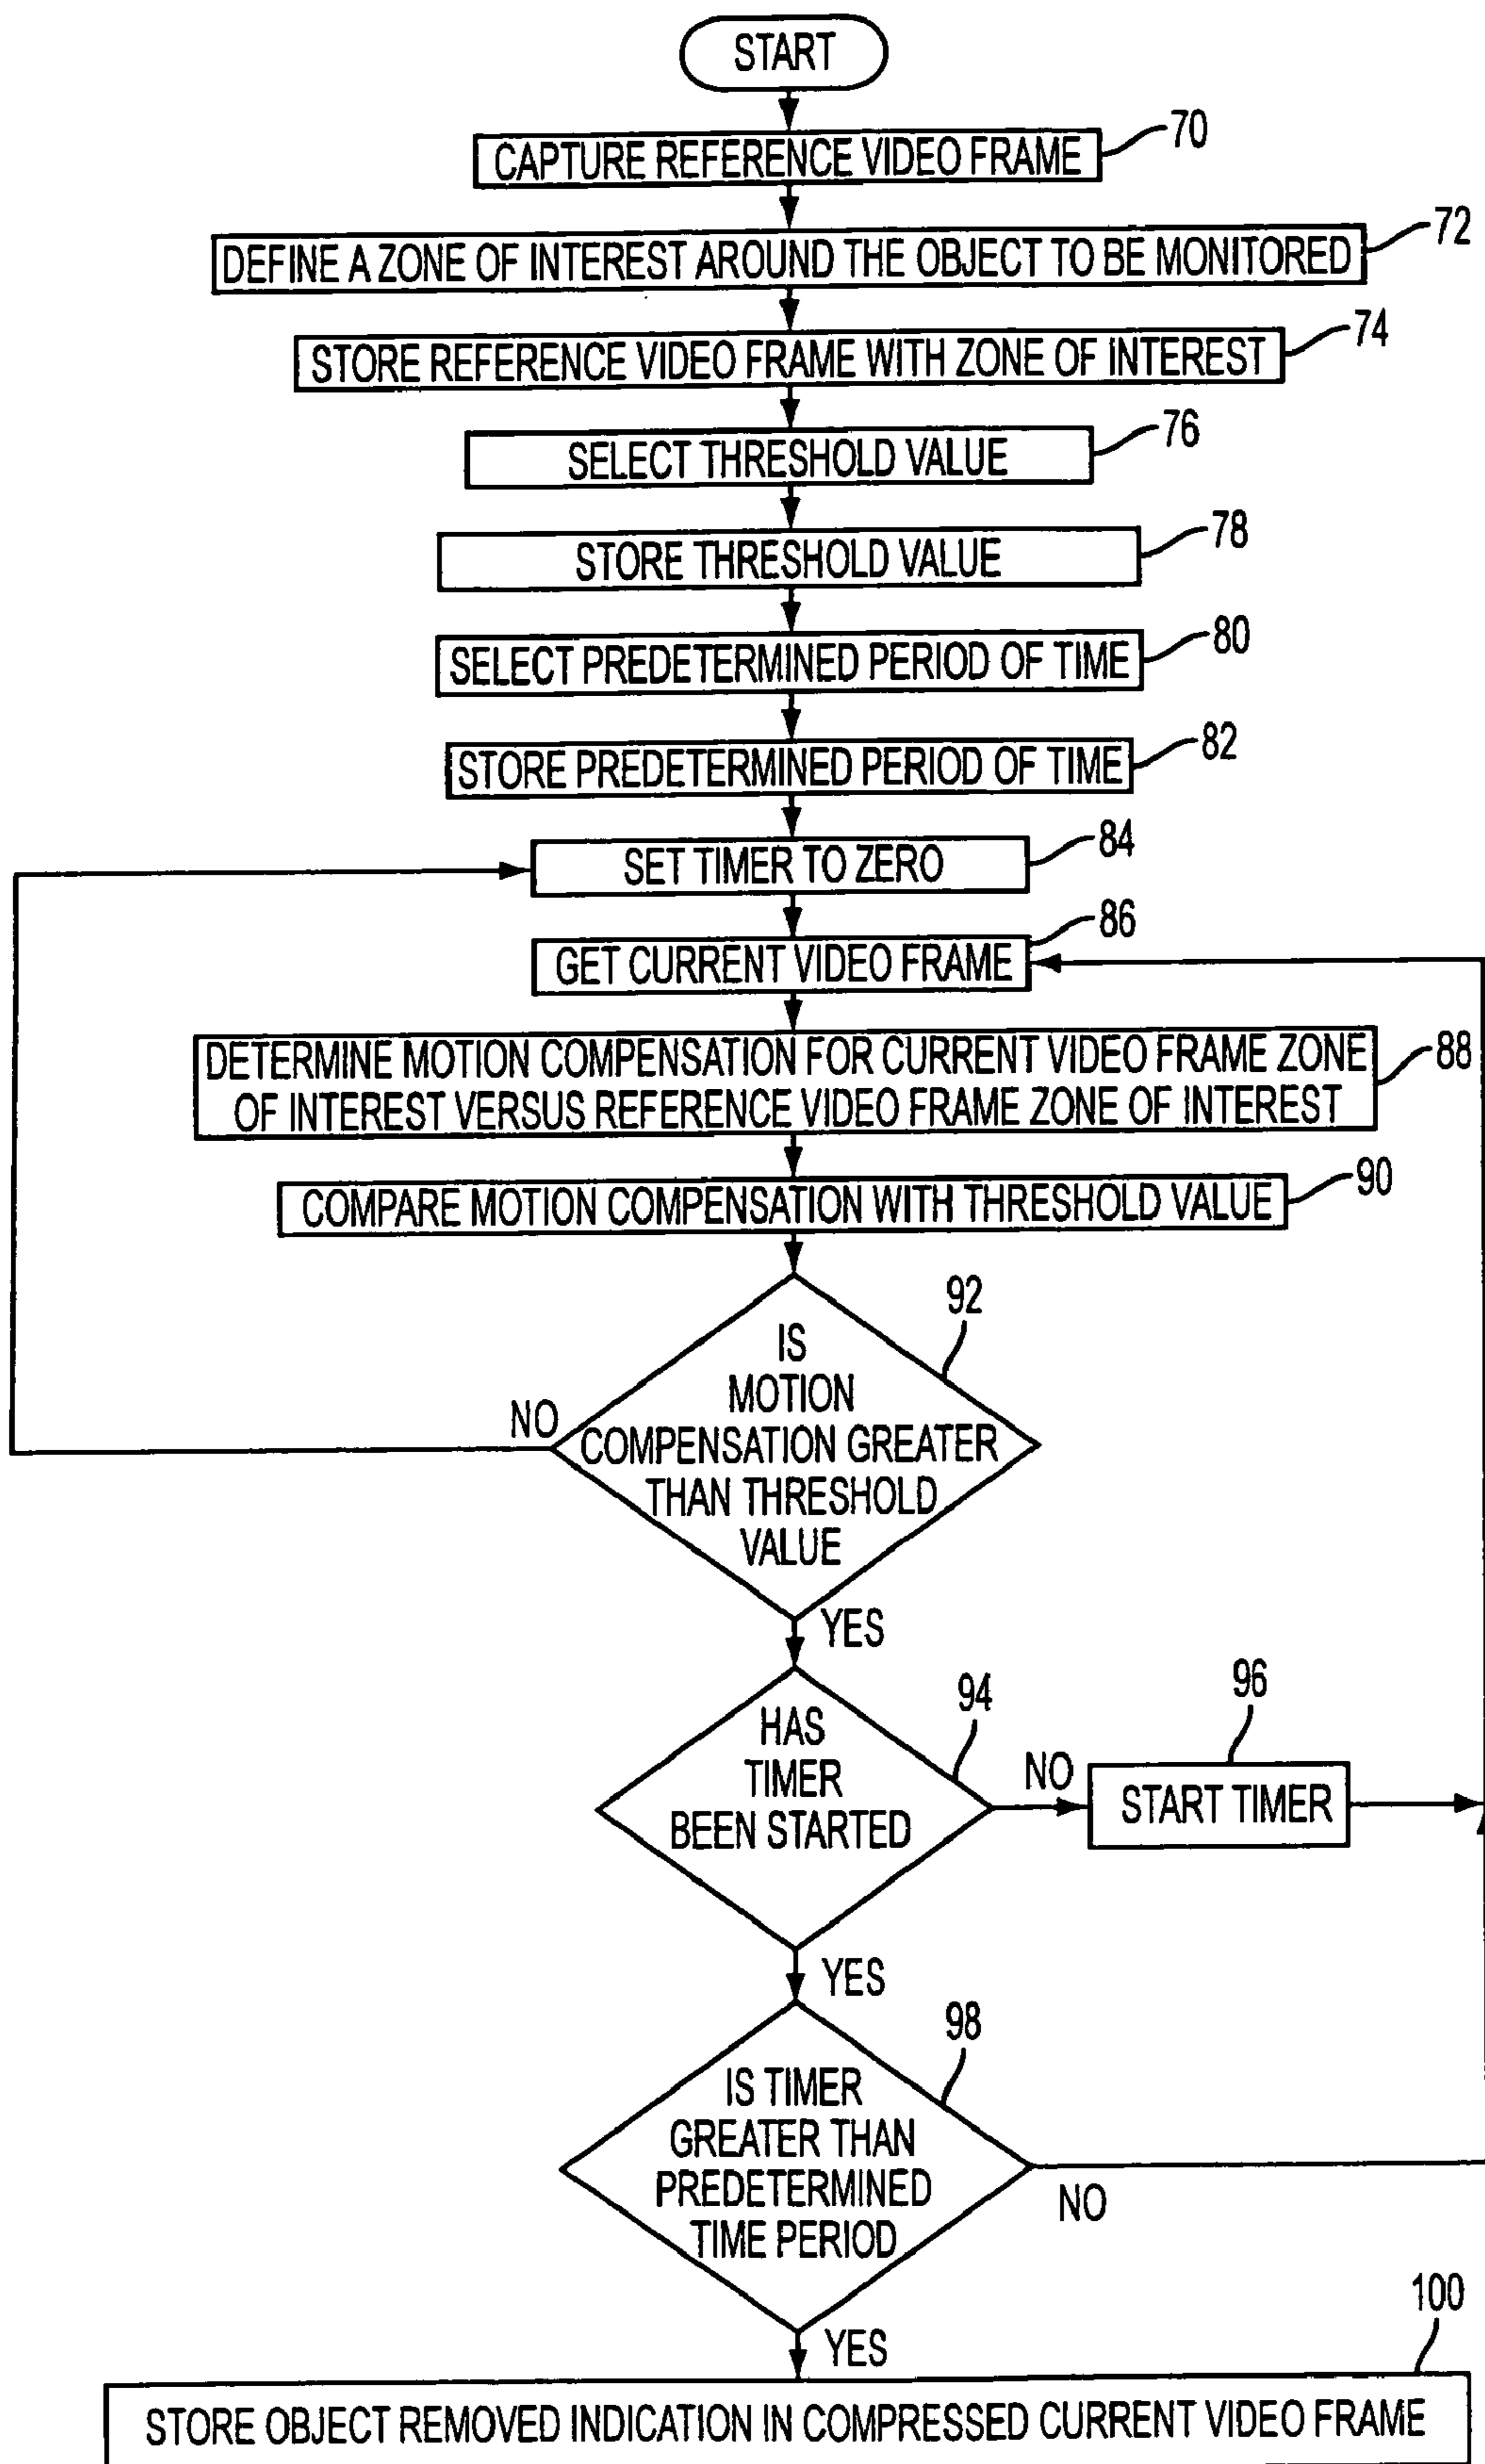 START
CAPTURE REFERENCE VIDEO FRAME
70
DEFINE A ZONE OF INTEREST AROUND THE OBJECT TO BE MONITORED
72
STORE REFERENCE VIDEO FRAME WITH ZONE OF INTEREST
74
SELECT THRESHOLD VALUE
76
STORE THRESHOLD VALUE
78
SELECT PREDETERMINED PERIOD OF TIME
80
STORE PREDETERMINED PERIOD OF TIME
82
SET TIMER TO ZERO
84
GET CURRENT VIDEO FRAME
86
DETERMINE MOTION COMPENSATION FOR CURRENT VIDEO FRAME ZONE
OF INTEREST VERSUS REFERENCE VIDEO FRAME ZONE OF INTEREST
88
COMPARE MOTION COMPENSATION WITH THRESHOLD VALUE
90
IS
MOTION
COMPENSATION GREATER
THAN THRESHOLD
VALUE
92
NO
YES
HAS
TIMER
BEEN STARTED
94
NO
START TIMER
96
YES
IS TIMER
GREATER THAN
PREDETERMINED
TIME PERIOD
98
NO
YES
STORE OBJECT REMOVED INDICATION IN COMPRESSED CURRENT VIDEO FRAME
100